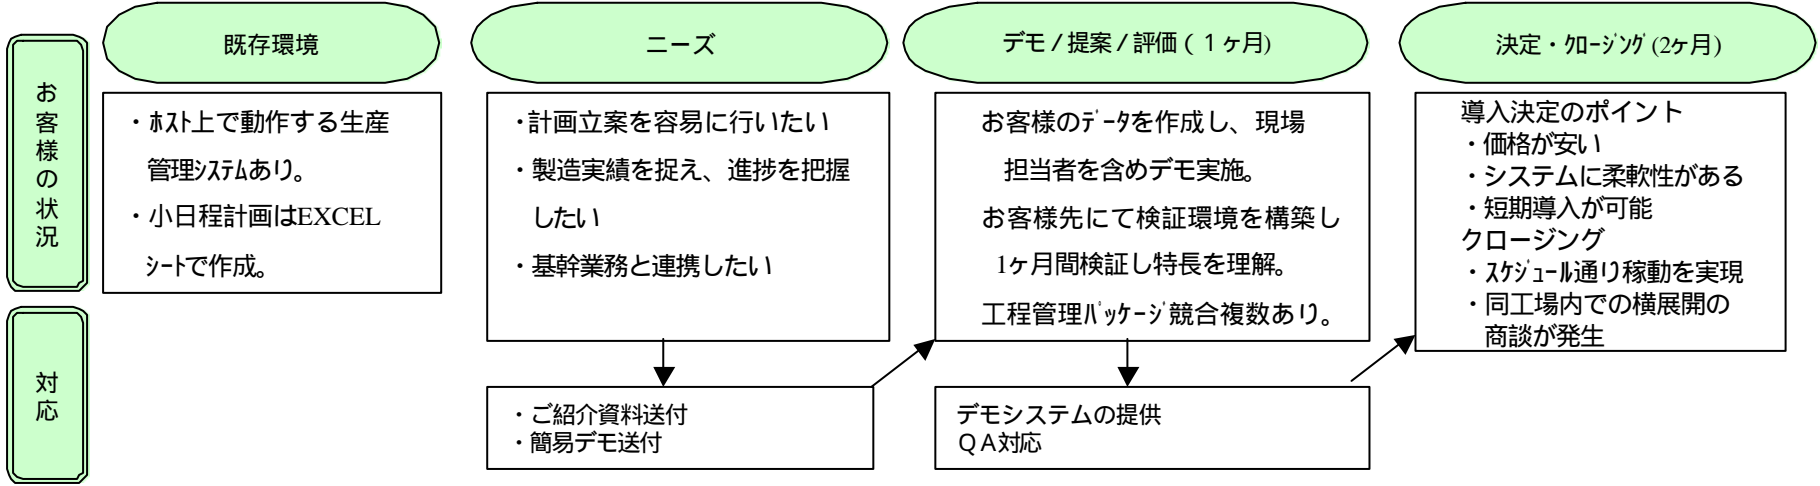 お客様の状況
既存環境
・ﾎｽﾄ上で動作する生産
管理ｼｽﾃﾑあり。
・小日程計画はEXCEL
ｼｰﾄで作成。
ニーズ
・計画立案を容易に行いたい
・製造実績を捉え、進捗を把握
したい
・基幹業務と連携したい
デモ/提案/評価(１ヶ月)
お客様のﾃﾞｰﾀを作成し、現場
担当者を含めデモ実施。
お客様先にて検証環境を構築し
1ヶ月間検証し特長を理解。
工程管理ﾊﾟｯｹｰｼﾞ競合複数あり。
決定・ｸﾛｰｼﾞﾝｸﾞ(2ヶ月)
導入決定のポイント
・価格が安い
・システムに柔軟性がある
・短期導入が可能
クロージング
・ｽｹｼﾞｭｰﾙ通り稼動を実現
・同工場内での横展開の
商談が発生
対応
・ご紹介資料送付
・簡易デモ送付
デモシステムの提供
ＱＡ対応